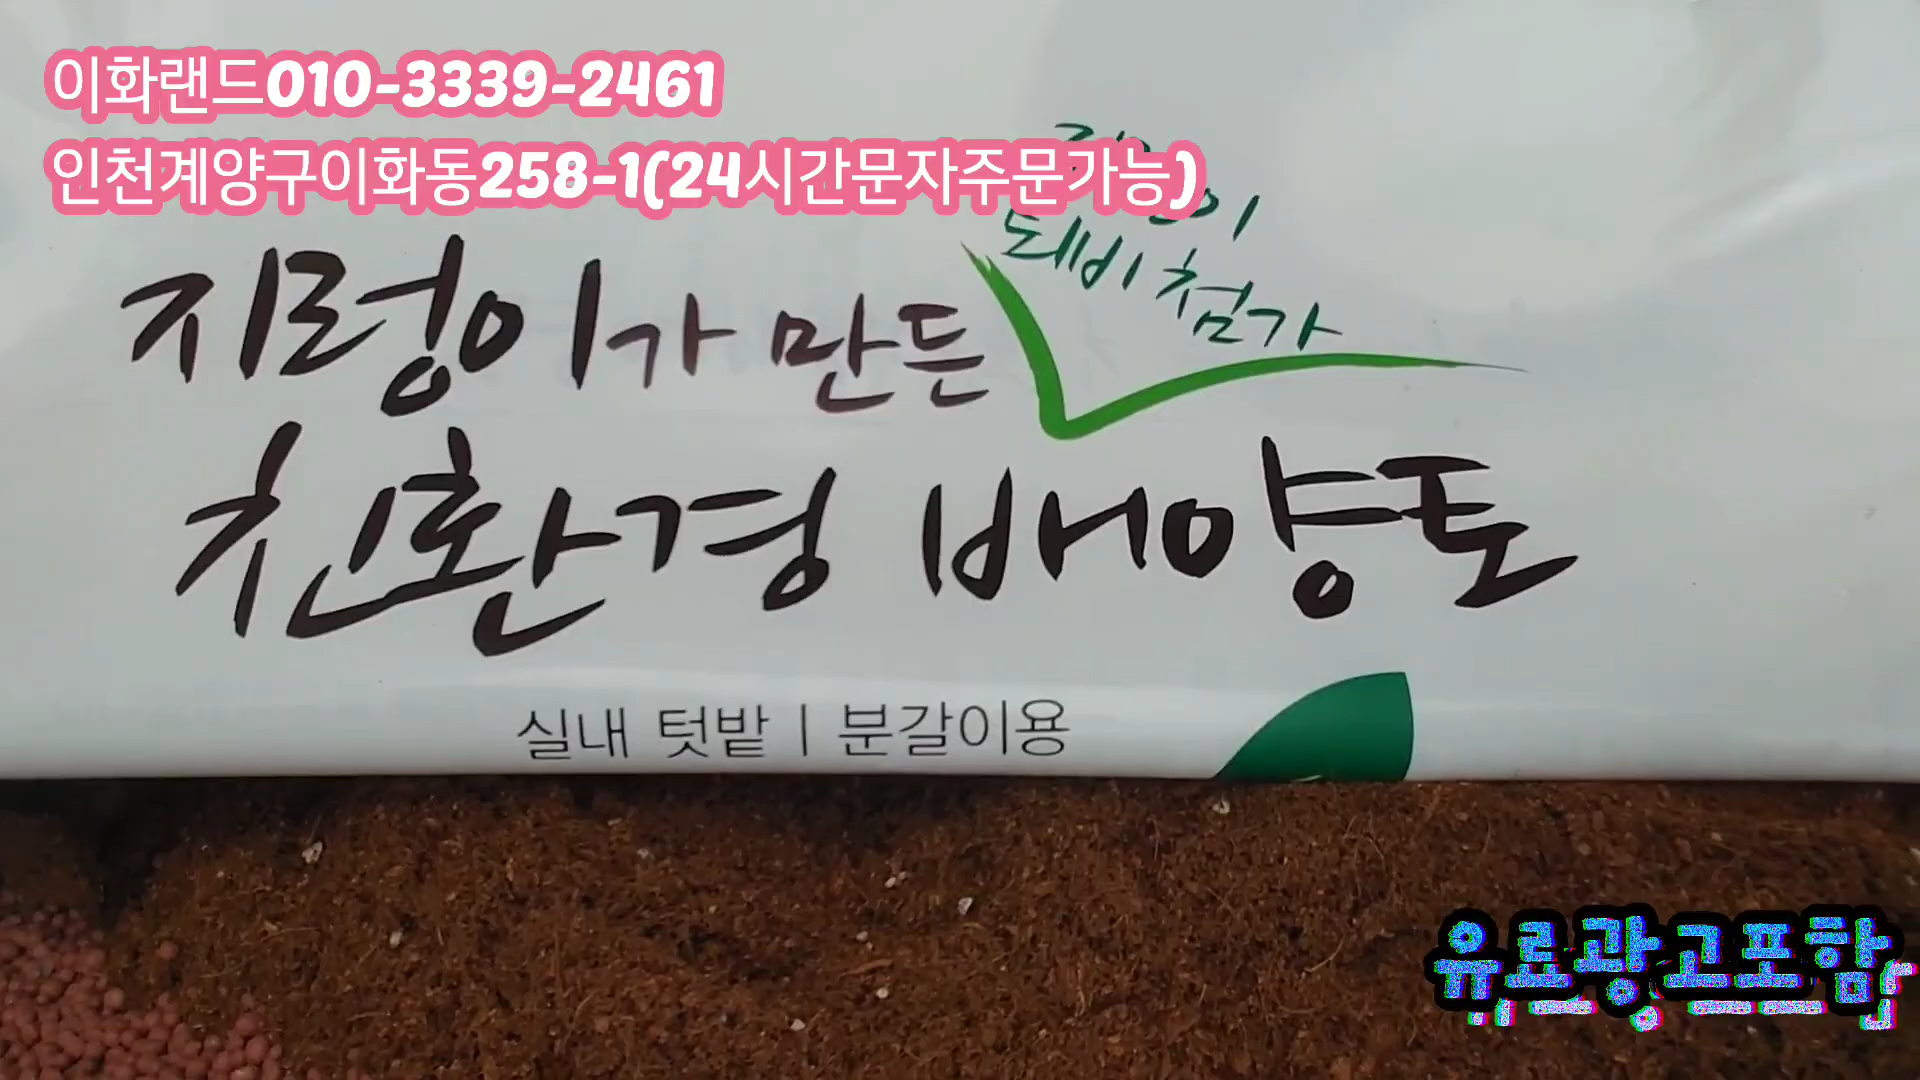 이화랜드010-3339-2461
인천계양구이화동258-1(24시간문자주문가능)
퇴비 첨가
지렁이가 만든
친환경 배양토
실내 텃밭 | 분갈이용
유료광고포함